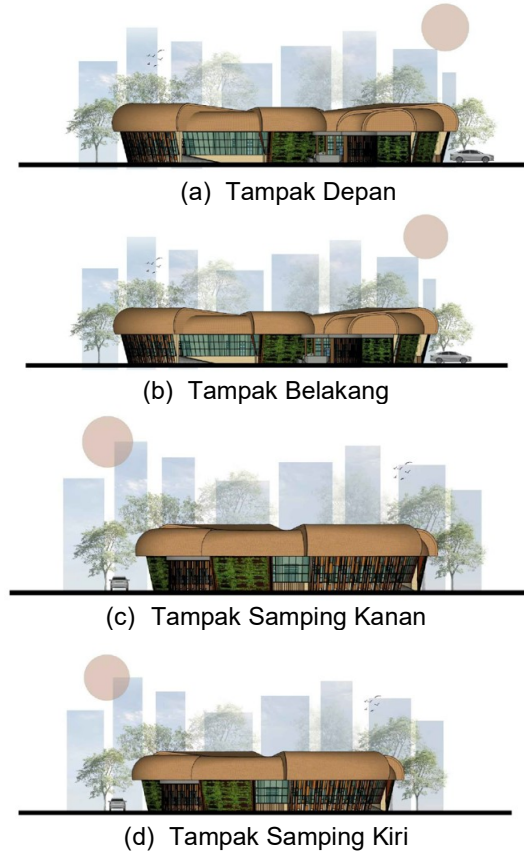 (a) Tampak Depan
(b) Tampak Belakang
(c) Tampak Samping Kanan
(d) Tampak Samping Kiri